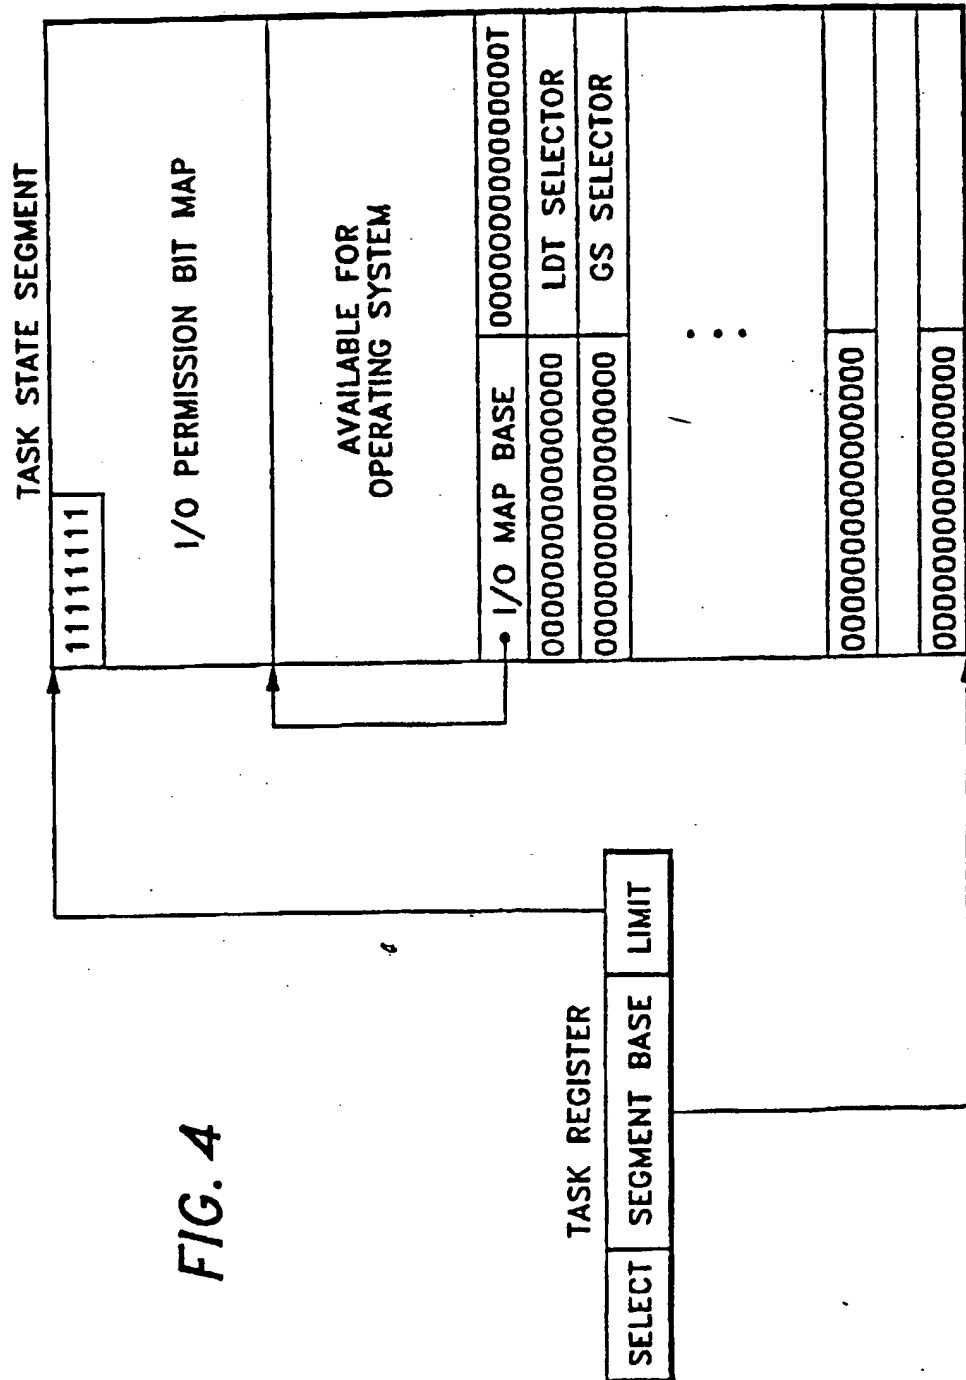 TASK STATE SEGMENT
11111111
I/O PERMISSION BIT MAP
AVAILABLE FOR
OPERATING SYSTEM
I/O MAP BASE 000000000000000T
0000000000000000 LDT SELECTOR
0000000000000000 GS SELECTOR
• • •
0000000000000000
0000000000000000
TASK REGISTER
SELECT SEGMENT BASE LIMIT
FIG. 4